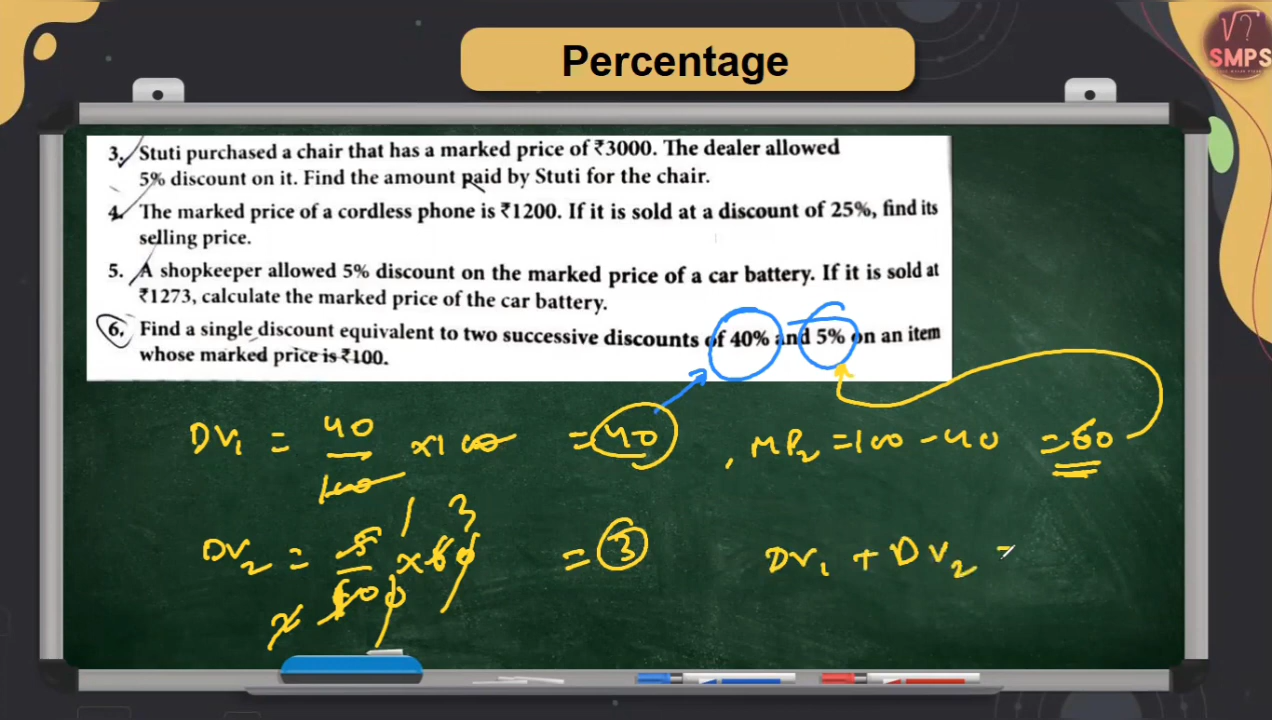 Percentage
√?
SMPS
3. Stuti purchased a chair that has a marked price of ₹3000. The dealer allowed
5% discount on it. Find the amount paid by Stuti for the chair.
4. The marked price of a cordless phone is ₹1200. If it is sold at a discount of 25%, find its
selling price.
5. A shopkeeper allowed 5% discount on the marked price of a car battery. If it is sold at
₹1273, calculate the marked price of the car battery.
6. Find a single discount equivalent to two successive discounts of 40% and 5% on an item
whose marked price is ₹100.
DV₁ = 40/100 × 100 = 40 , MP₂ = 100 - 40 = 60
DV₂ = 5/100 × 60 = 3 DV₁ + DV₂ =